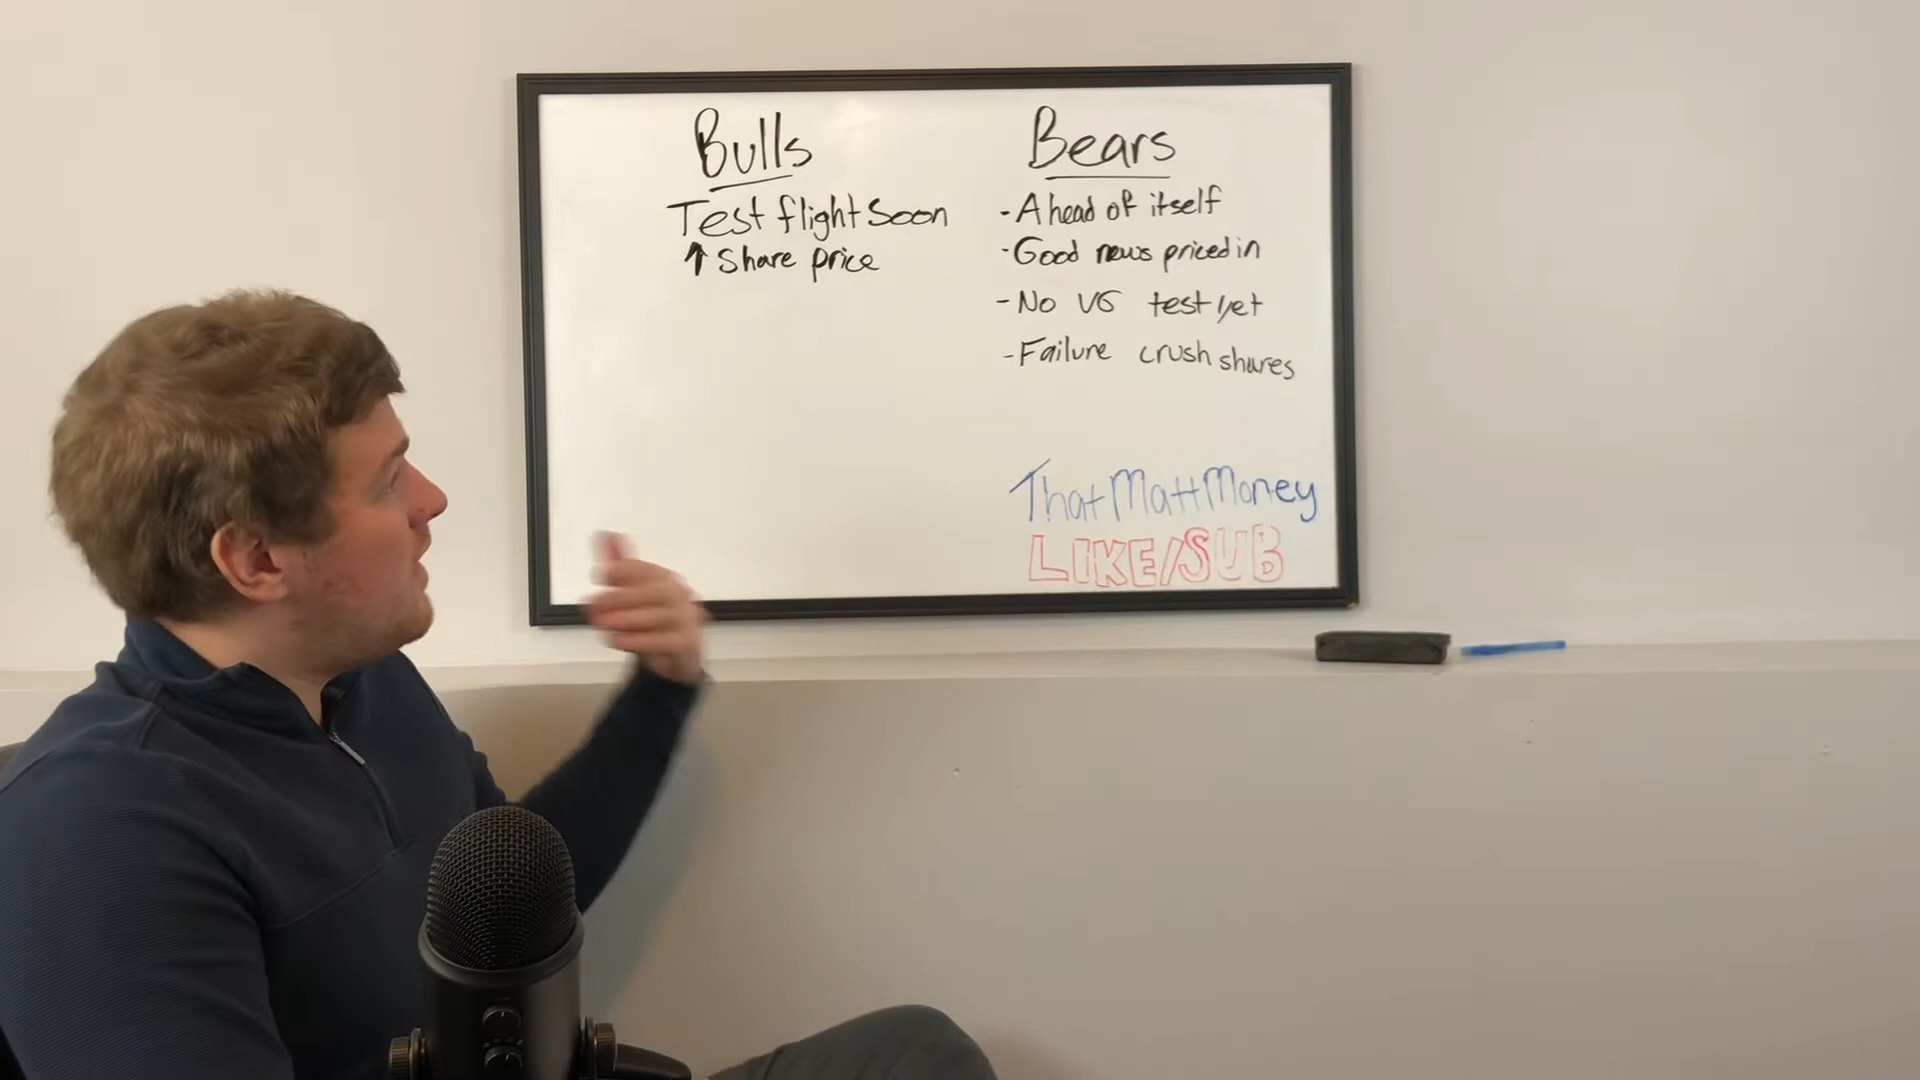 Bulls
Test flight Soon
↑ Share price
Bears
- Ahead of itself
- Good news priced in
- No VG test yet
- Failure crush shares
ThatMattMoney
LIKE/SUB